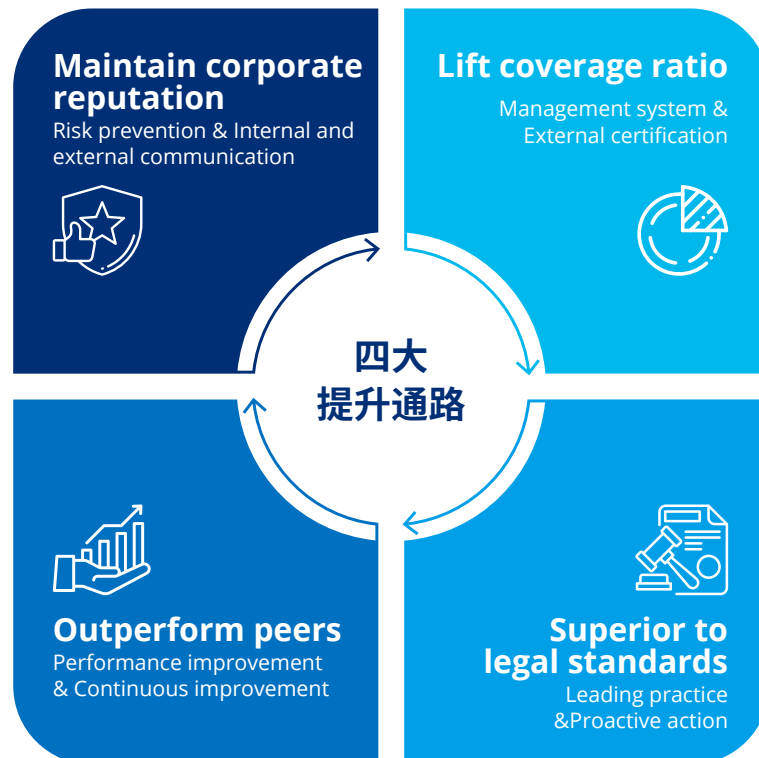 Maintain corporate
reputation
Risk prevention & Internal and
external communication
Lift coverage ratio
Management system &
External certification
四大
提升通路
Outperform peers
Performance improvement
& Continuous improvement
Superior to
legal standards
Leading practice
&Proactive action